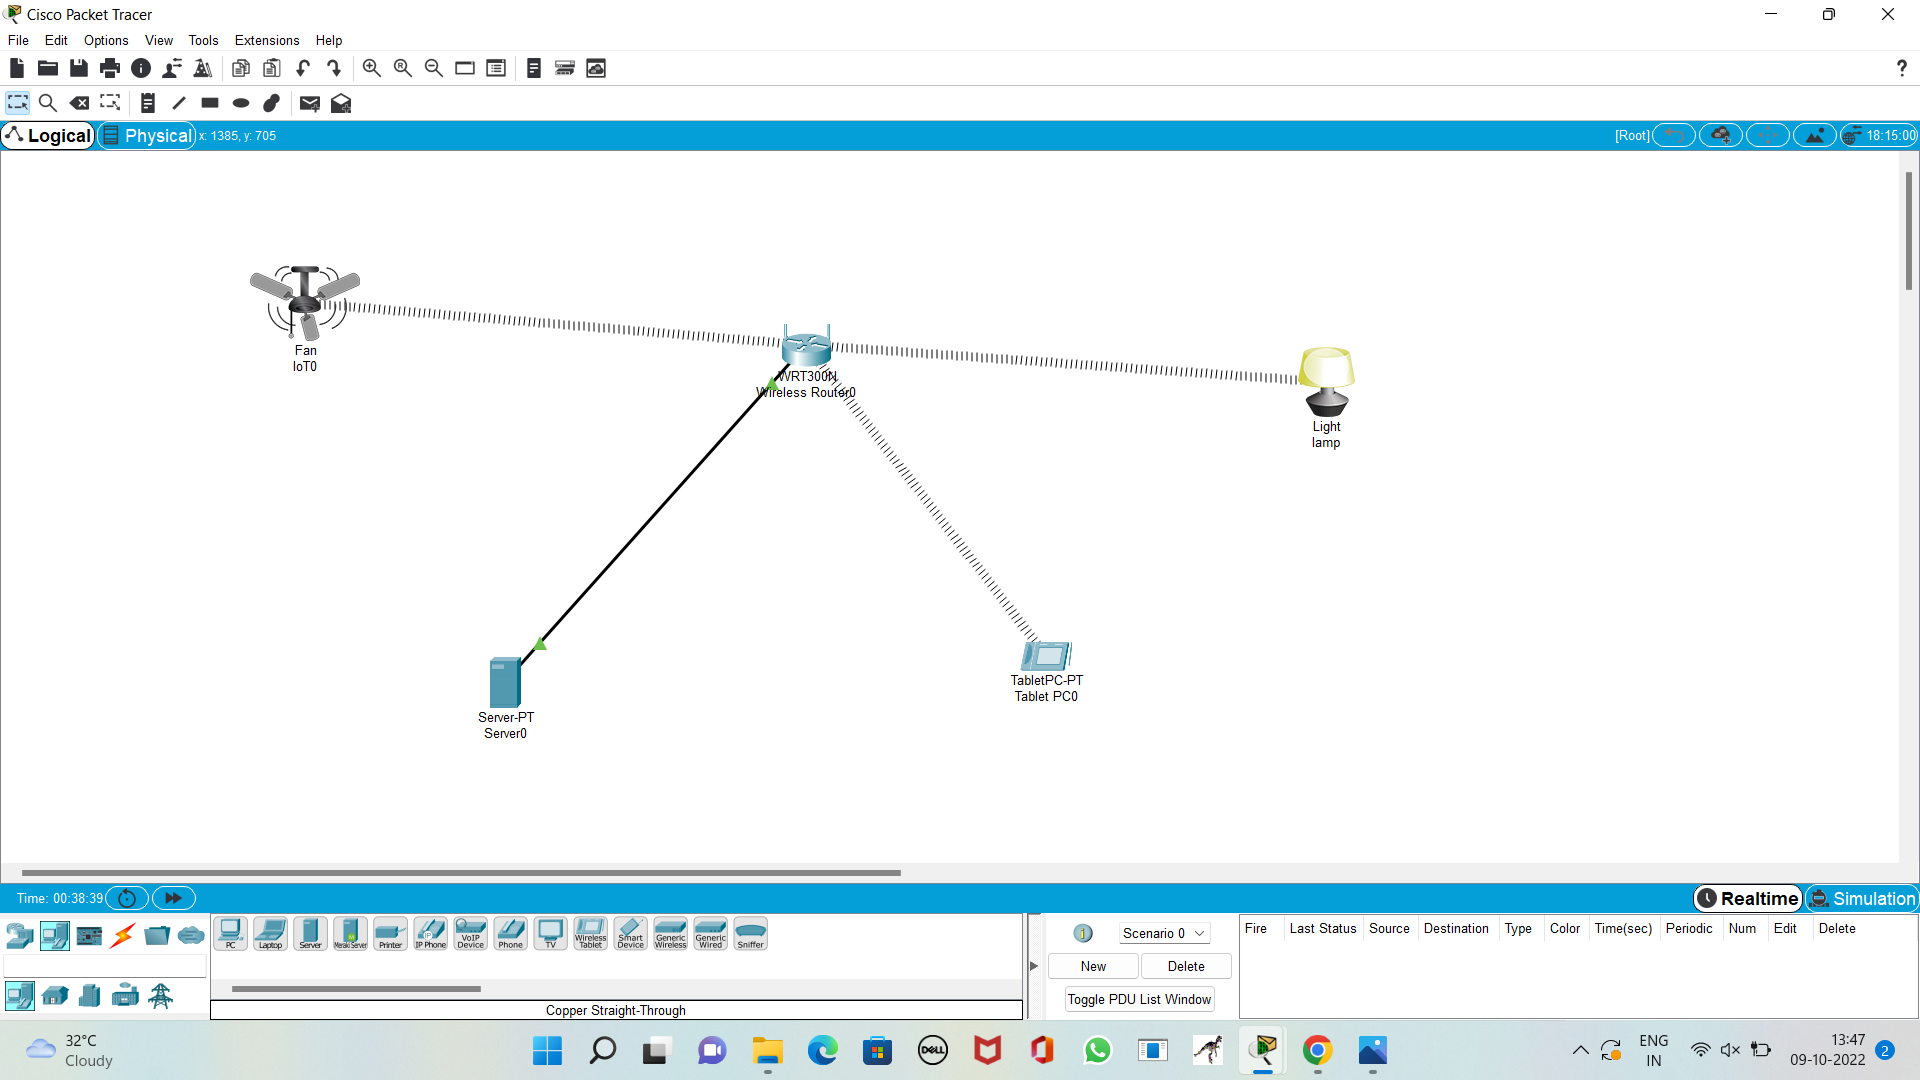 Cisco Packet Tracer
File Edit Options View Tools Extensions Help
?
Logical Physical x: 1385, y: 705 [Root] 18:15:00
Fan
IoT0
WRT300N
Wireless Router0
Light
lamp
TabletPC-PT
Tablet PC0
Server-PT
Server0
Time: 00:38:39 Realtime Simulation
PC Laptop Server Meraki Server Printer IP Phone VoIP Device Phone TV Wireless Tablet Smart Device Generic Wireless Generic Wired Sniffer
Copper Straight-Through
Scenario 0
New Delete
Toggle PDU List Window
Fire Last Status Source Destination Type Color Time(sec) Periodic Num Edit Delete
32°C
Cloudy
DELL
ENG
IN
13:47
09-10-2022
2